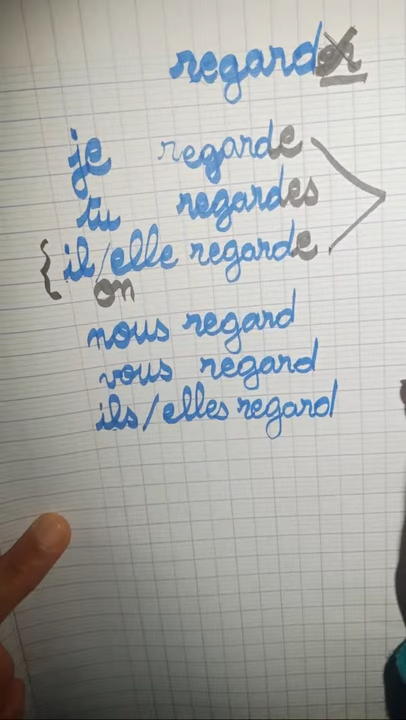 regarder
je regarde
tu regardes
il/elle regarde
on
nous regard
vous regard
ils/elles regard